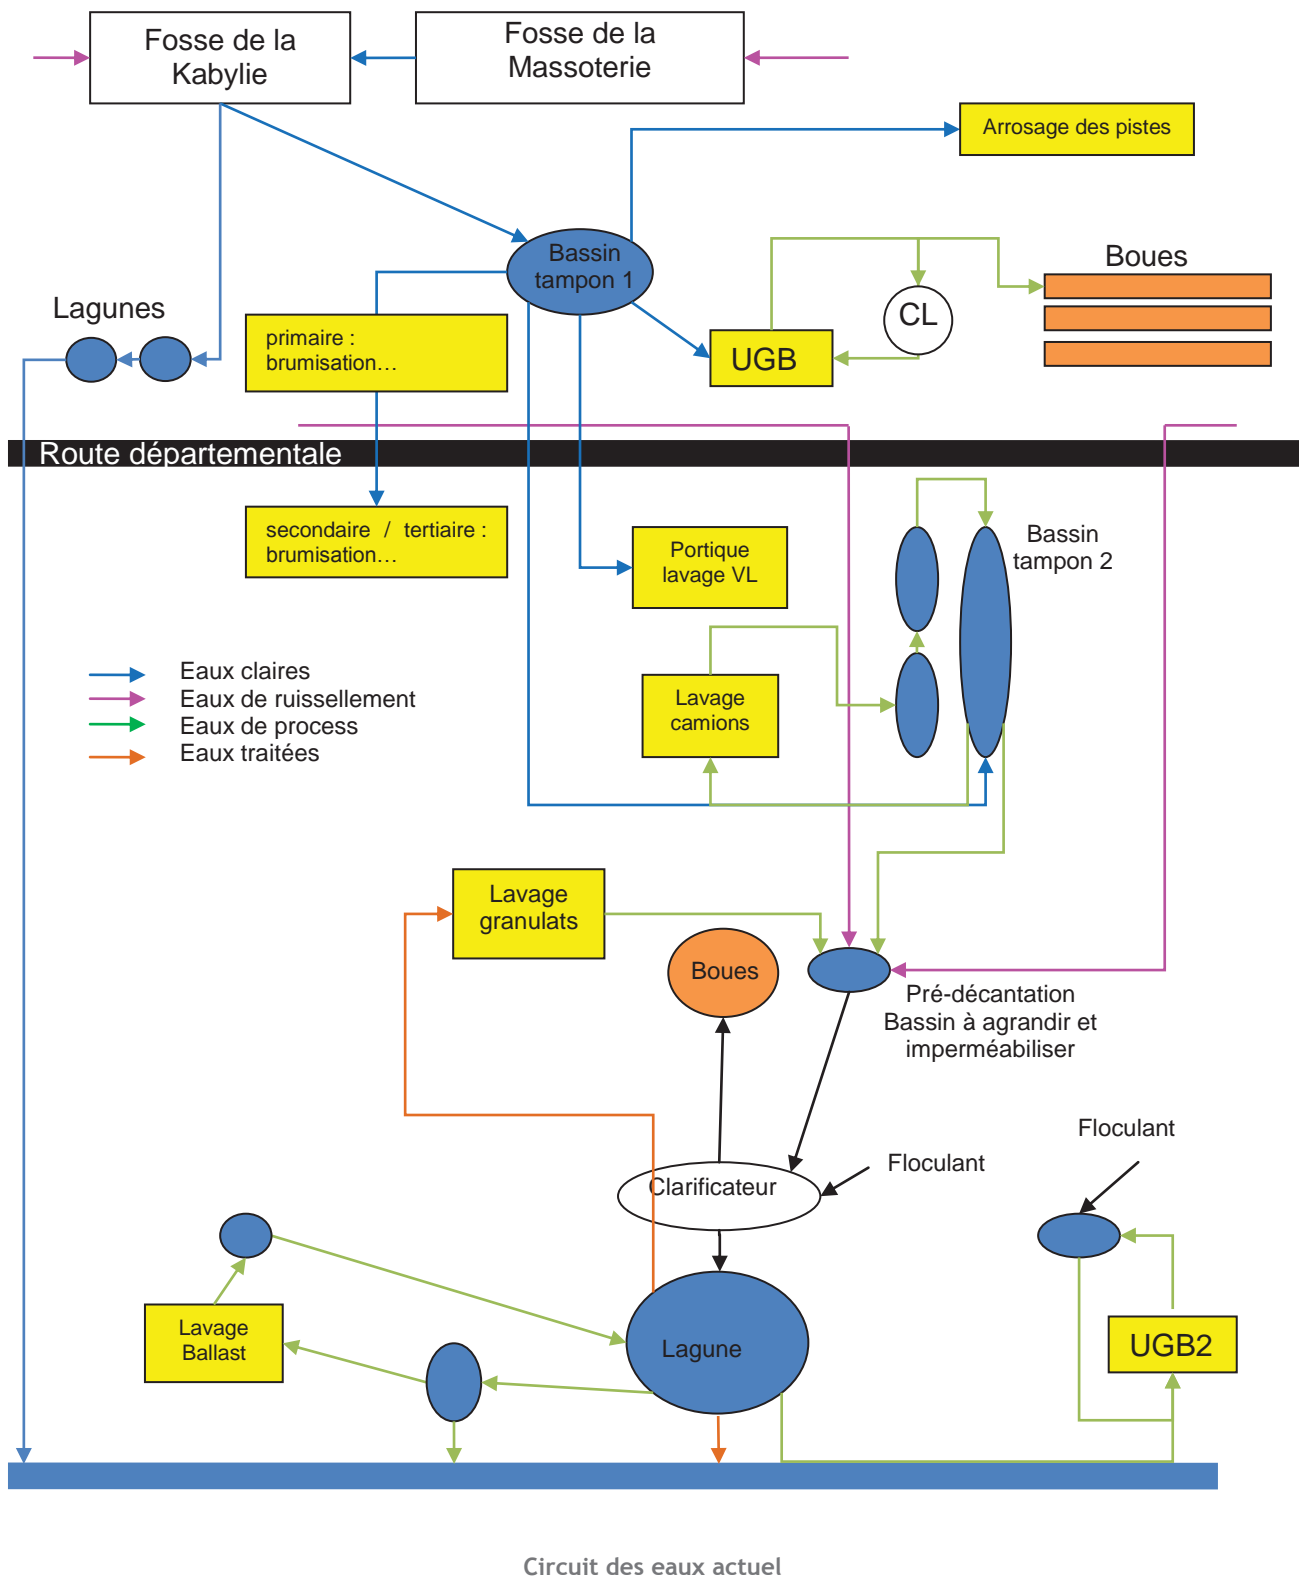 Fosse de la
Kabylie
Fosse de la
Massoterie
Arrosage des pistes
Bassin
tampon 1
Boues
Lagunes
CL
primaire :
brumisation…
UGB
Route départementale
secondaire / tertiaire :
brumisation…
Portique
lavage VL
Bassin
tampon 2
Eaux claires
Eaux de ruissellement
Eaux de process
Eaux traitées
Lavage
camions
Lavage
granulats
Boues
Pré-décantation
Bassin à agrandir et
imperméabiliser
Floculant
Floculant
Clarificateur
Lavage
Ballast
Lagune
UGB2
Circuit des eaux actuel